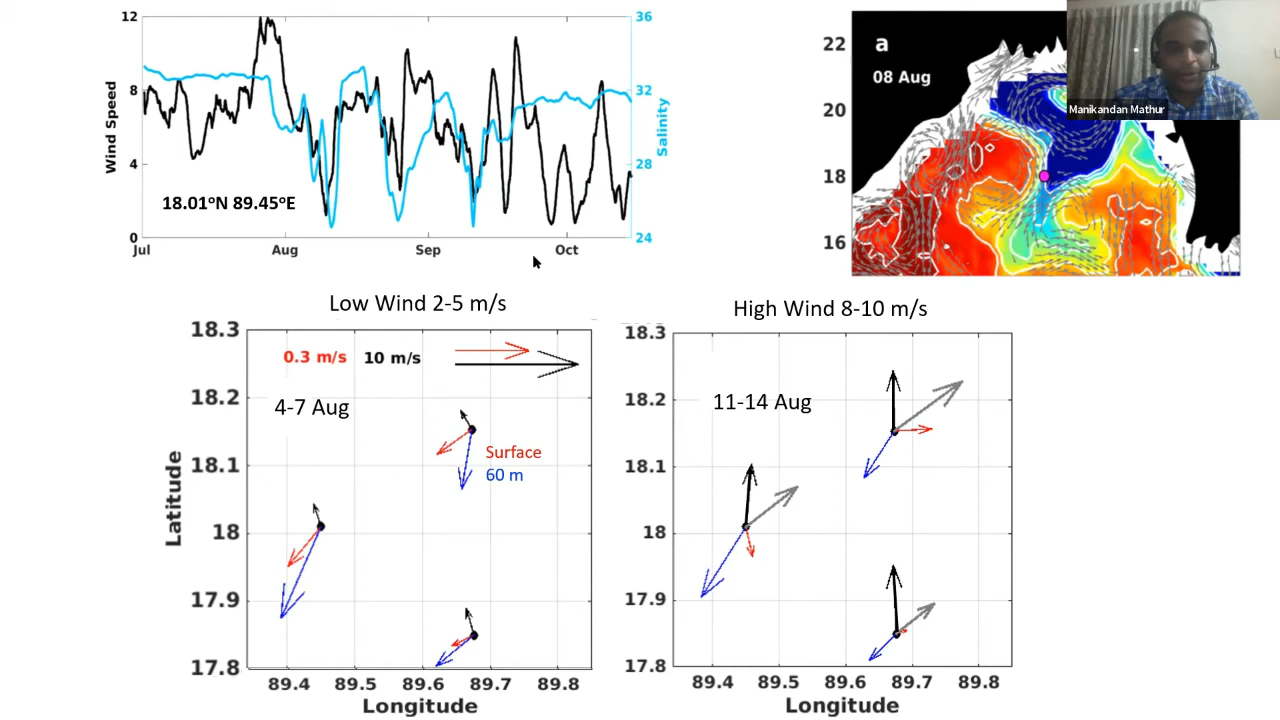 12
8
4
0
Wind Speed
36
32
28
24
Salinity
18.01°N 89.45°E
Jul Aug Sep Oct
22
20
18
16
a
08 Aug
Manikandan Mathur
Low Wind 2-5 m/s
18.3
18.2
18.1
18
17.9
17.8
Latitude
0.3 m/s 10 m/s
4-7 Aug
Surface
60 m
89.4 89.5 89.6 89.7 89.8
Longitude
High Wind 8-10 m/s
18.3
18.2
18.1
18
17.9
17.8
11-14 Aug
89.4 89.5 89.6 89.7 89.8
Longitude